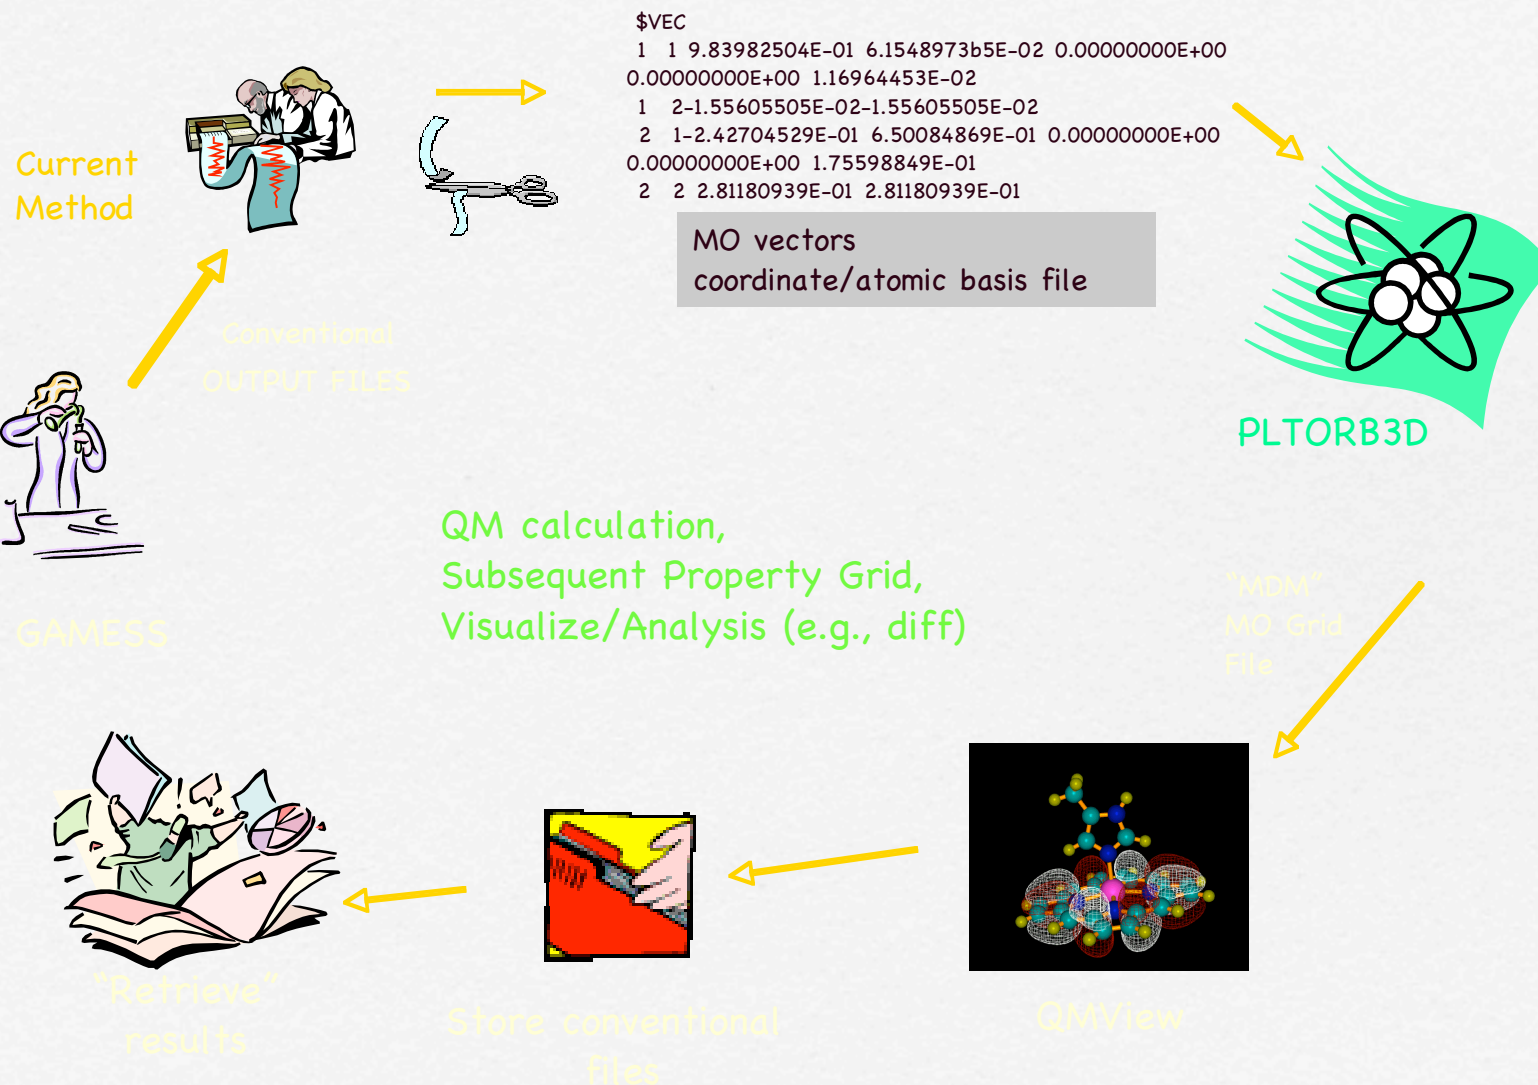 $VEC
1 1 9.83982504E-01 6.1548973b5E-02 0.00000000E+00
0.00000000E+00 1.16964453E-02
1 2-1.55605505E-02-1.55605505E-02
2 1-2.42704529E-01 6.50084869E-01 0.00000000E+00
0.00000000E+00 1.75598849E-01
2 2 2.81180939E-01 2.81180939E-01
MO vectors
coordinate/atomic basis file
Current
Method
Conventional
OUTPUT FILES
PLTORB3D
QM calculation,
Subsequent Property Grid,
Visualize/Analysis (e.g., diff)
GAMESS
“MDM”
MO Grid
File
QMView
Store conventional
files
“Retrieve”
results